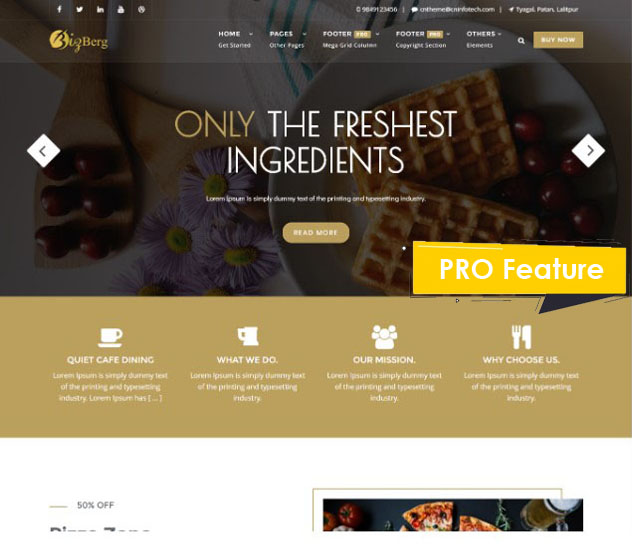 9849123456 | cntheme@cninfotech.com | Tyagal, Patan, Lalitpur
BizBerg
HOME PAGES FOOTER PRO FOOTER PRO OTHERS BUY NOW
Get Started Other Pages Mega Grid Column Copyright Section Elements
ONLY THE FRESHEST
INGREDIENTS
Lorem Ipsum is simply dummy text of the printing and typesetting industry.
READ MORE
PRO Feature
QUIET CAFE DINING
Lorem Ipsum is simply dummy text
of the printing and typesetting
industry. Lorem Ipsum has [ ... ]
WHAT WE DO.
Lorem Ipsum is simply dummy text
of the printing and typesetting
industry.
OUR MISSION.
Lorem Ipsum is simply dummy text
of the printing and typesetting
industry.
WHY CHOOSE US.
Lorem Ipsum is simply dummy text
of the printing and typesetting
industry.
50% OFF
Pizza Zone